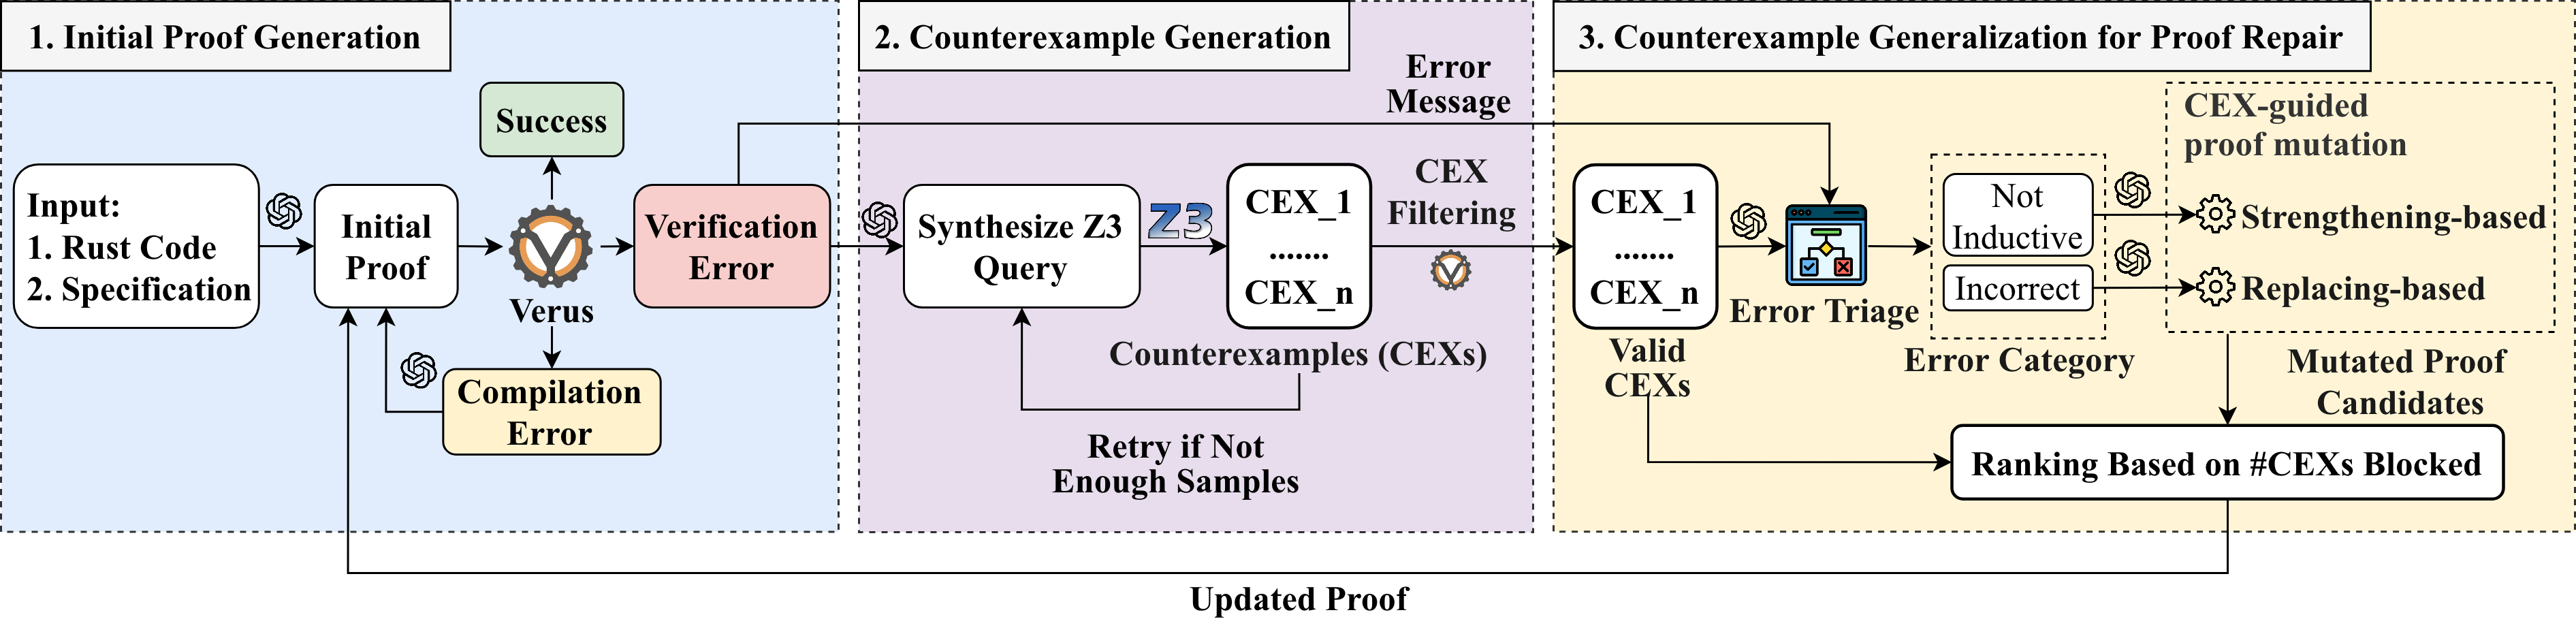 1. Initial Proof Generation
Success
Input:
1. Rust Code
2. Specification
Initial
Proof
Verus
Verification
Error
Compilation
Error
2. Counterexample Generation
Error
Message
Synthesize Z3
Query
Z3
CEX_1
.......
CEX_n
CEX
Filtering
Counterexamples (CEXs)
Retry if Not
Enough Samples
3. Counterexample Generalization for Proof Repair
CEX_1
.......
CEX_n
Valid
CEXs
Error Triage
Not
Inductive
Incorrect
Error Category
CEX-guided
proof mutation
Strengthening-based
Replacing-based
Mutated Proof
Candidates
Ranking Based on #CEXs Blocked
Updated Proof